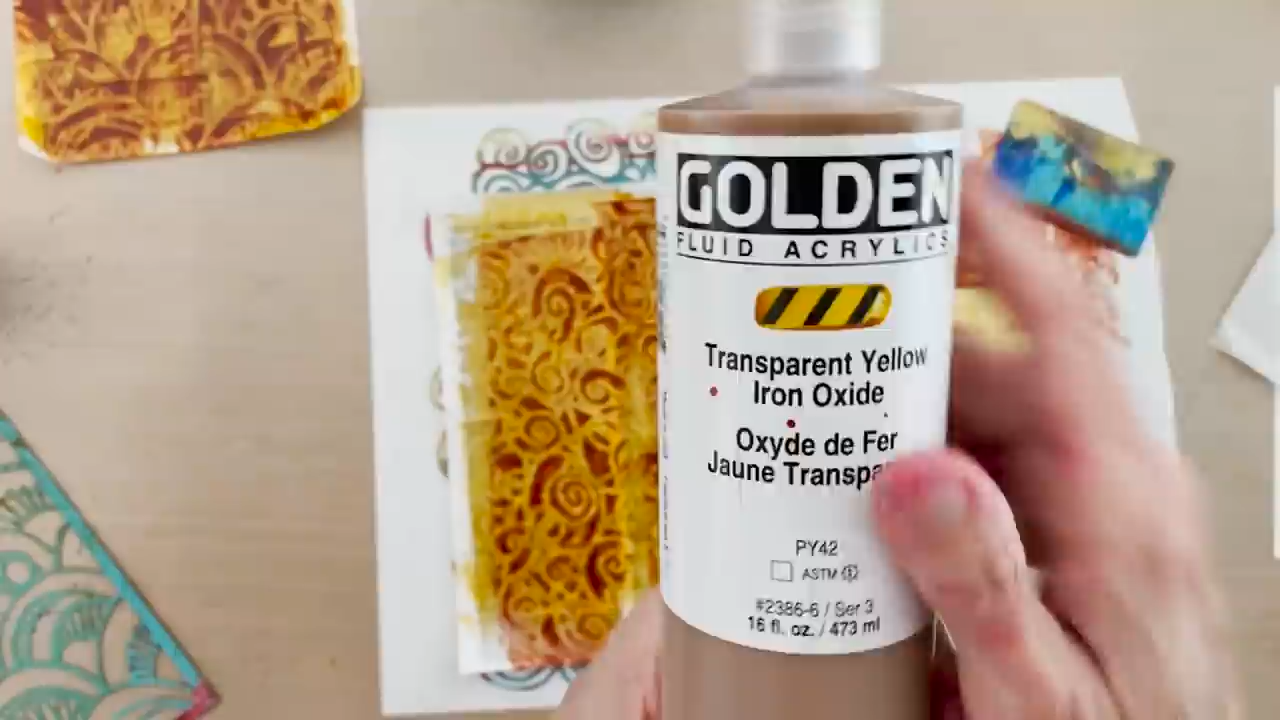 GOLDEN
FLUID ACRYLICS
Transparent Yellow
Iron Oxide
Oxyde de Fer
Jaune
PY42
ASTM
#2386-6 / Ser 3
16 fl. oz. / 473 ml